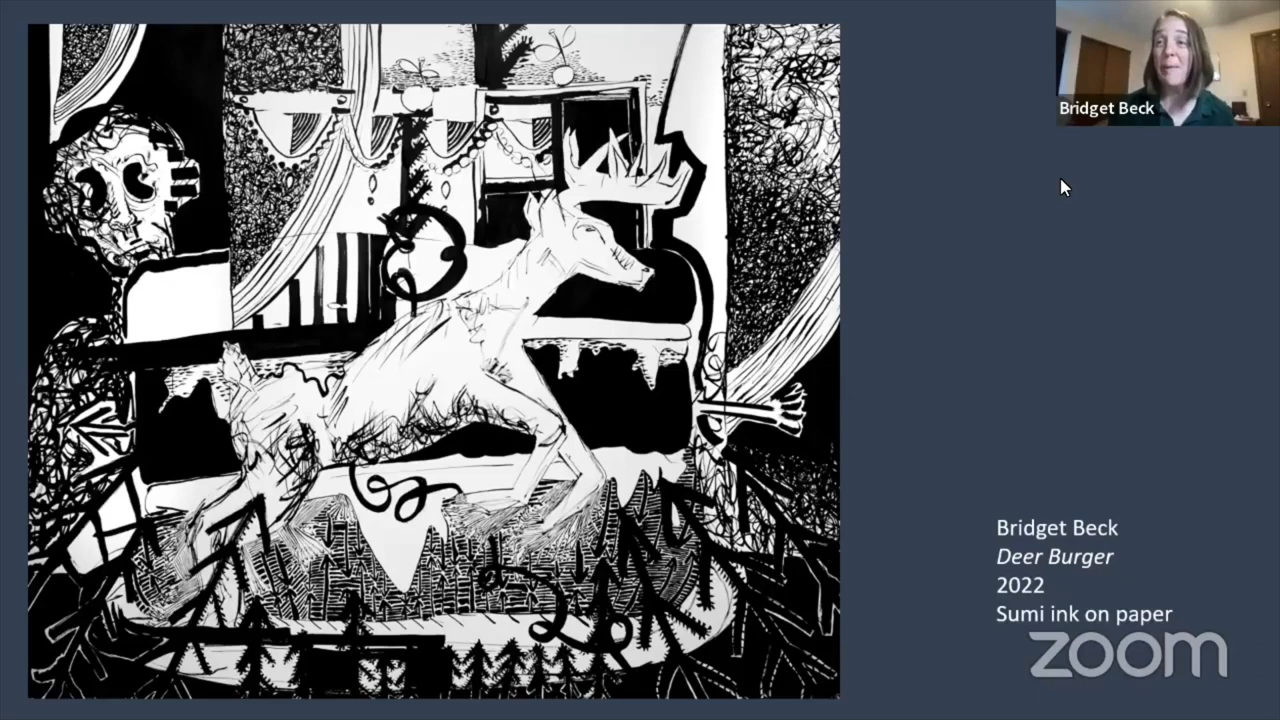 Bridget Beck
Bridget Beck
Deer Burger
2022
Sumi ink on paper
zoom